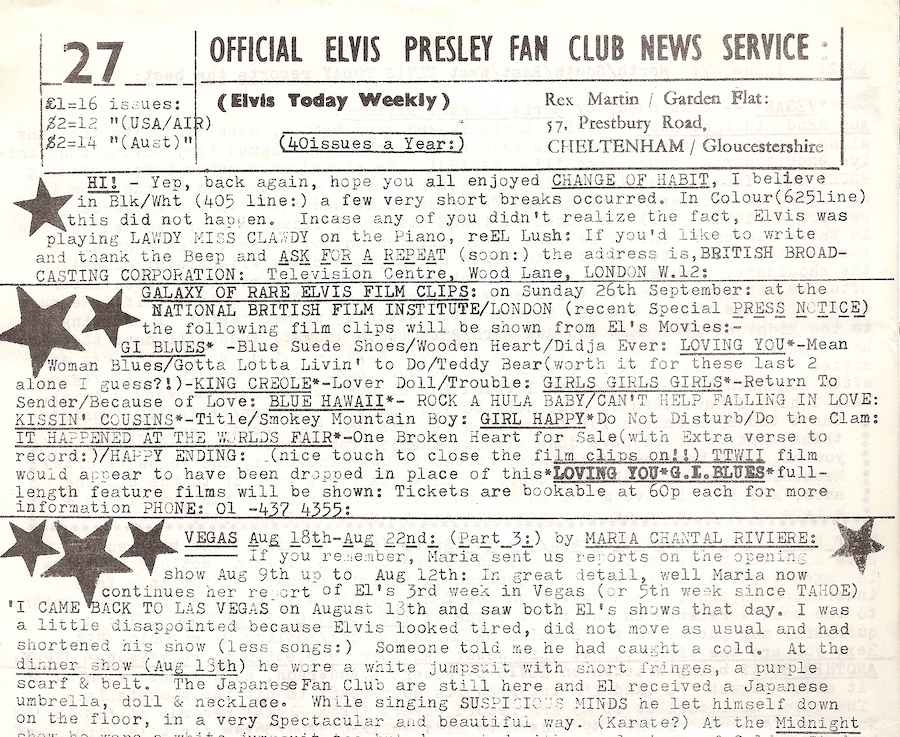 27
OFFICIAL ELVIS PRESLEY FAN CLUB NEWS SERVICE :
£1=16 issues:
$2=12 "(USA/AIR)
$2=14 "(Aust)"
(Elvis Today Weekly)
(40issues a Year:)
Rex Martin / Garden Flat:
57, Prestbury Road,
CHELTENHAM / Gloucestershire
HI! - Yep, back again, hope you all enjoyed CHANGE OF HABIT, I believe
in Blk/Wht (405 line:) a few very short breaks occurred. In Colour(625line)
this did not happen. Incase any of you didn't realize the fact, Elvis was
playing LAWDY MISS CLAWDY on the Piano, reEL Lush: If you'd like to write
and thank the Beep and ASK FOR A REPEAT (soon:) the address is,BRITISH BROAD-
CASTING CORPORATION: Television Centre, Wood Lane, LONDON W.12:
GALAXY OF RARE ELVIS FILM CLIPS: on Sunday 26th September: at the
NATIONAL BRITISH FILM INSTITUTE/LONDON (recent Special PRESS NOTICE)
the following film clips will be shown from El's Movies:-
GI BLUES* -Blue Suede Shoes/Wooden Heart/Didja Ever: LOVING YOU*-Mean
Woman Blues/Gotta Lotta Livin' to Do/Teddy Bear(worth it for these last 2
alone I guess?!)-KING CREOLE*-Lover Doll/Trouble: GIRLS GIRLS GIRLS*-Return To
Sender/Because of Love: BLUE HAWAII*- ROCK A HULA BABY/CAN'T HELP FALLING IN LOVE:
KISSIN' COUSINS*-Title/Smokey Mountain Boy: GIRL HAPPY*Do Not Disturb/Do the Clam:
IT HAPPENED AT THE WORLDS FAIR*-One Broken Heart for Sale(with Extra verse to
record:)/HAPPY ENDING: (nice touch to close the film clips on!!) TTWII film
would appear to have been dropped in place of this*LOVING YOU*G.I.BLUES*full-
length feature films will be shown: Tickets are bookable at 60p each for more
information PHONE: 01 -437 4355:
VEGAS Aug 18th-Aug 22nd: (Part 3:) by MARIA CHANTAL RIVIERE:
If you remember, Maria sent us reports on the opening
show Aug 9th up to Aug 12th: In great detail, well Maria now
continues her report of El's 3rd week in Vegas (or 5th week since TAHOE)
'I CAME BACK TO LAS VEGAS on August 13th and saw both El's shows that day. I was
a little disappointed because Elvis looked tired, did not move as usual and had
shortened his show (less songs:) Someone told me he had caught a cold. At the
dinner show (Aug 13th) he wore a white jumpsuit with short fringes, a purple
scarf & belt. The Japanese Fan Club are still here and El received a Japanese
umbrella, doll & necklace. While singing SUSPICIOUS MINDS he let himself down
on the floor, in a very Spectacular and beautiful way. (Karate?) At the Midnight